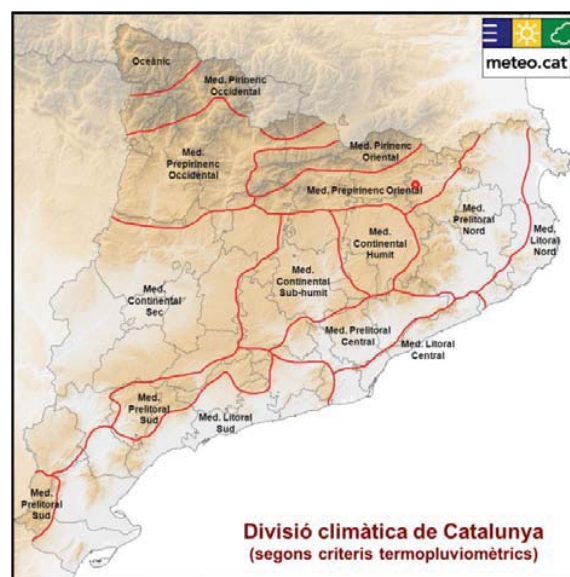 meteo.cat
Oceànic
Med. Pirinenc
Occidental
Med. Pirinenc
Oriental
Med.
Prepirinenc
Occidental
Med. Prepirinenc Oriental
Med.
Prelitoral
Nord
Med.
Litoral
Nord
Med.
Continental
Humit
Med.
Continental
Sub-humit
Med.
Continental
Sec
Med. Prelitoral
Central
Med. Litoral
Central
Med.
Prelitoral
Sud
Med. Litoral
Sud
Med.
Prelitoral
Sud
Divisió climàtica de Catalunya
(segons criteris termopluviomètrics)